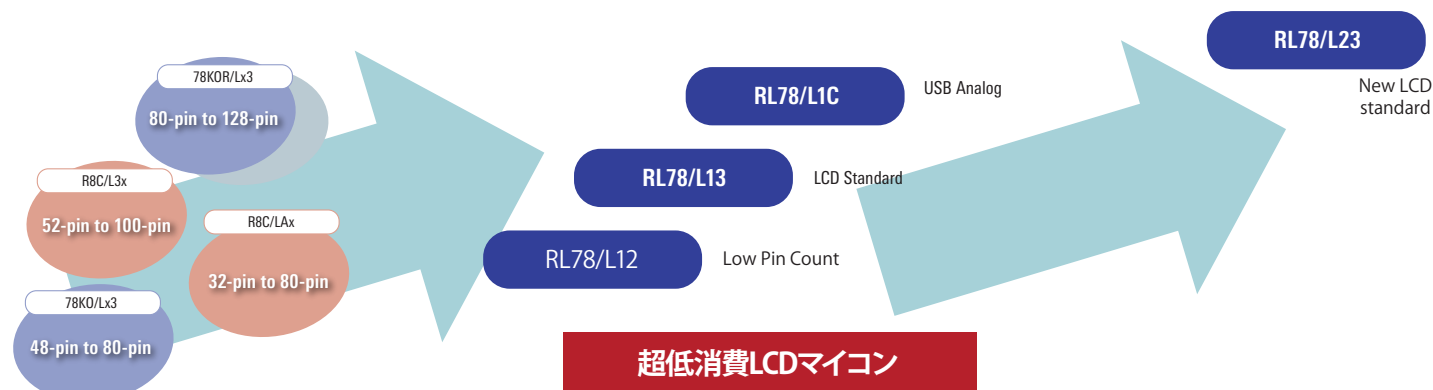 78KOR/Lx3
80-pin to 128-pin
R8C/L3x
52-pin to 100-pin
R8C/LAx
32-pin to 80-pin
78KO/Lx3
48-pin to 80-pin
RL78/L1C
USB Analog
RL78/L13
LCD Standard
RL78/L12
Low Pin Count
RL78/L23
New LCD
standard
超低消費LCDマイコン